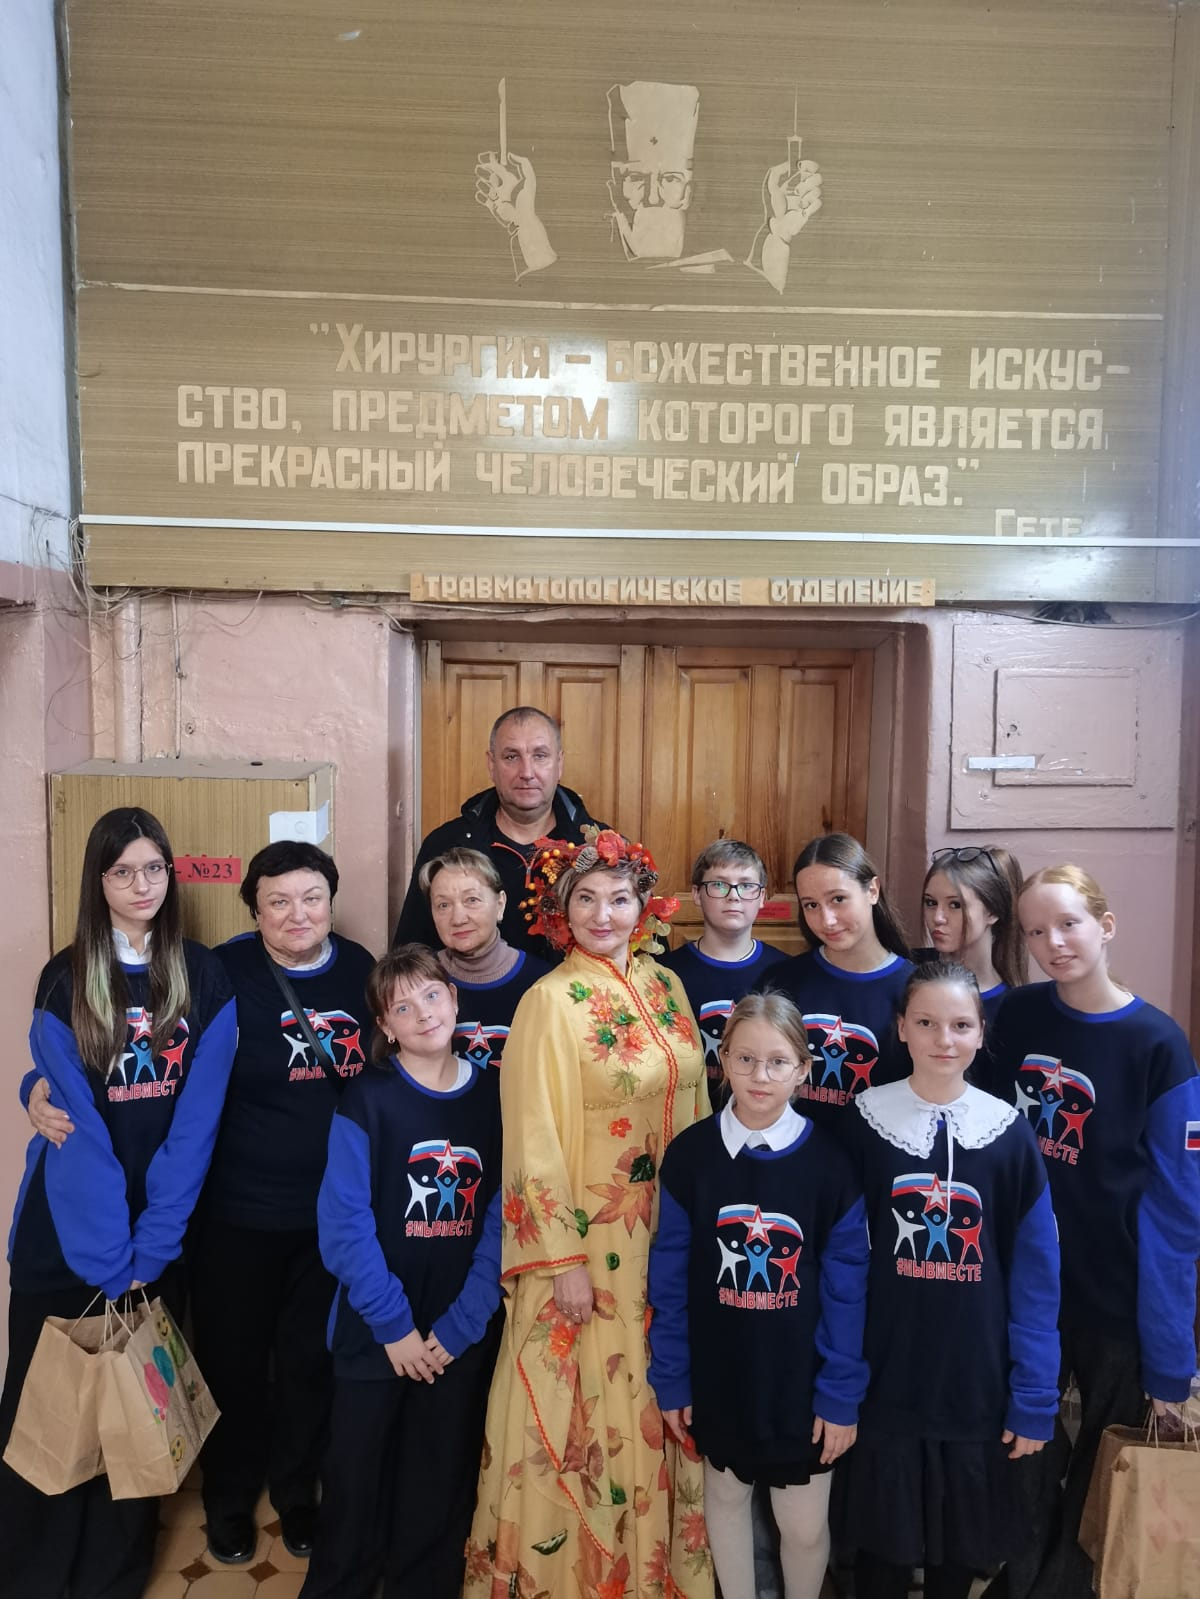 "Хирургия – божественное искус-
ство, предметом которого является
прекрасный человеческий образ."
Гете
ТРАВМАТОЛОГИЧЕСКОЕ ОТДЕЛЕНИЕ
- №23
#МЫВМЕСТЕ
#МЫВМЕСТЕ
#МЫВМЕСТЕ
МЕСТЕ
#МЫВМЕСТЕ
#МЫВМЕСТЕ